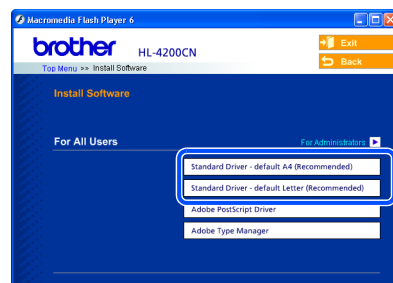 Macromedia Flash Player 6
brother HL-4200CN
Exit
Back
Top Menu >> Install Software
Install Software
For All Users
For Administrators
Standard Driver - default A4 (Recommended)
Standard Driver - default Letter (Recommended)
Adobe PostScript Driver
Adobe Type Manager